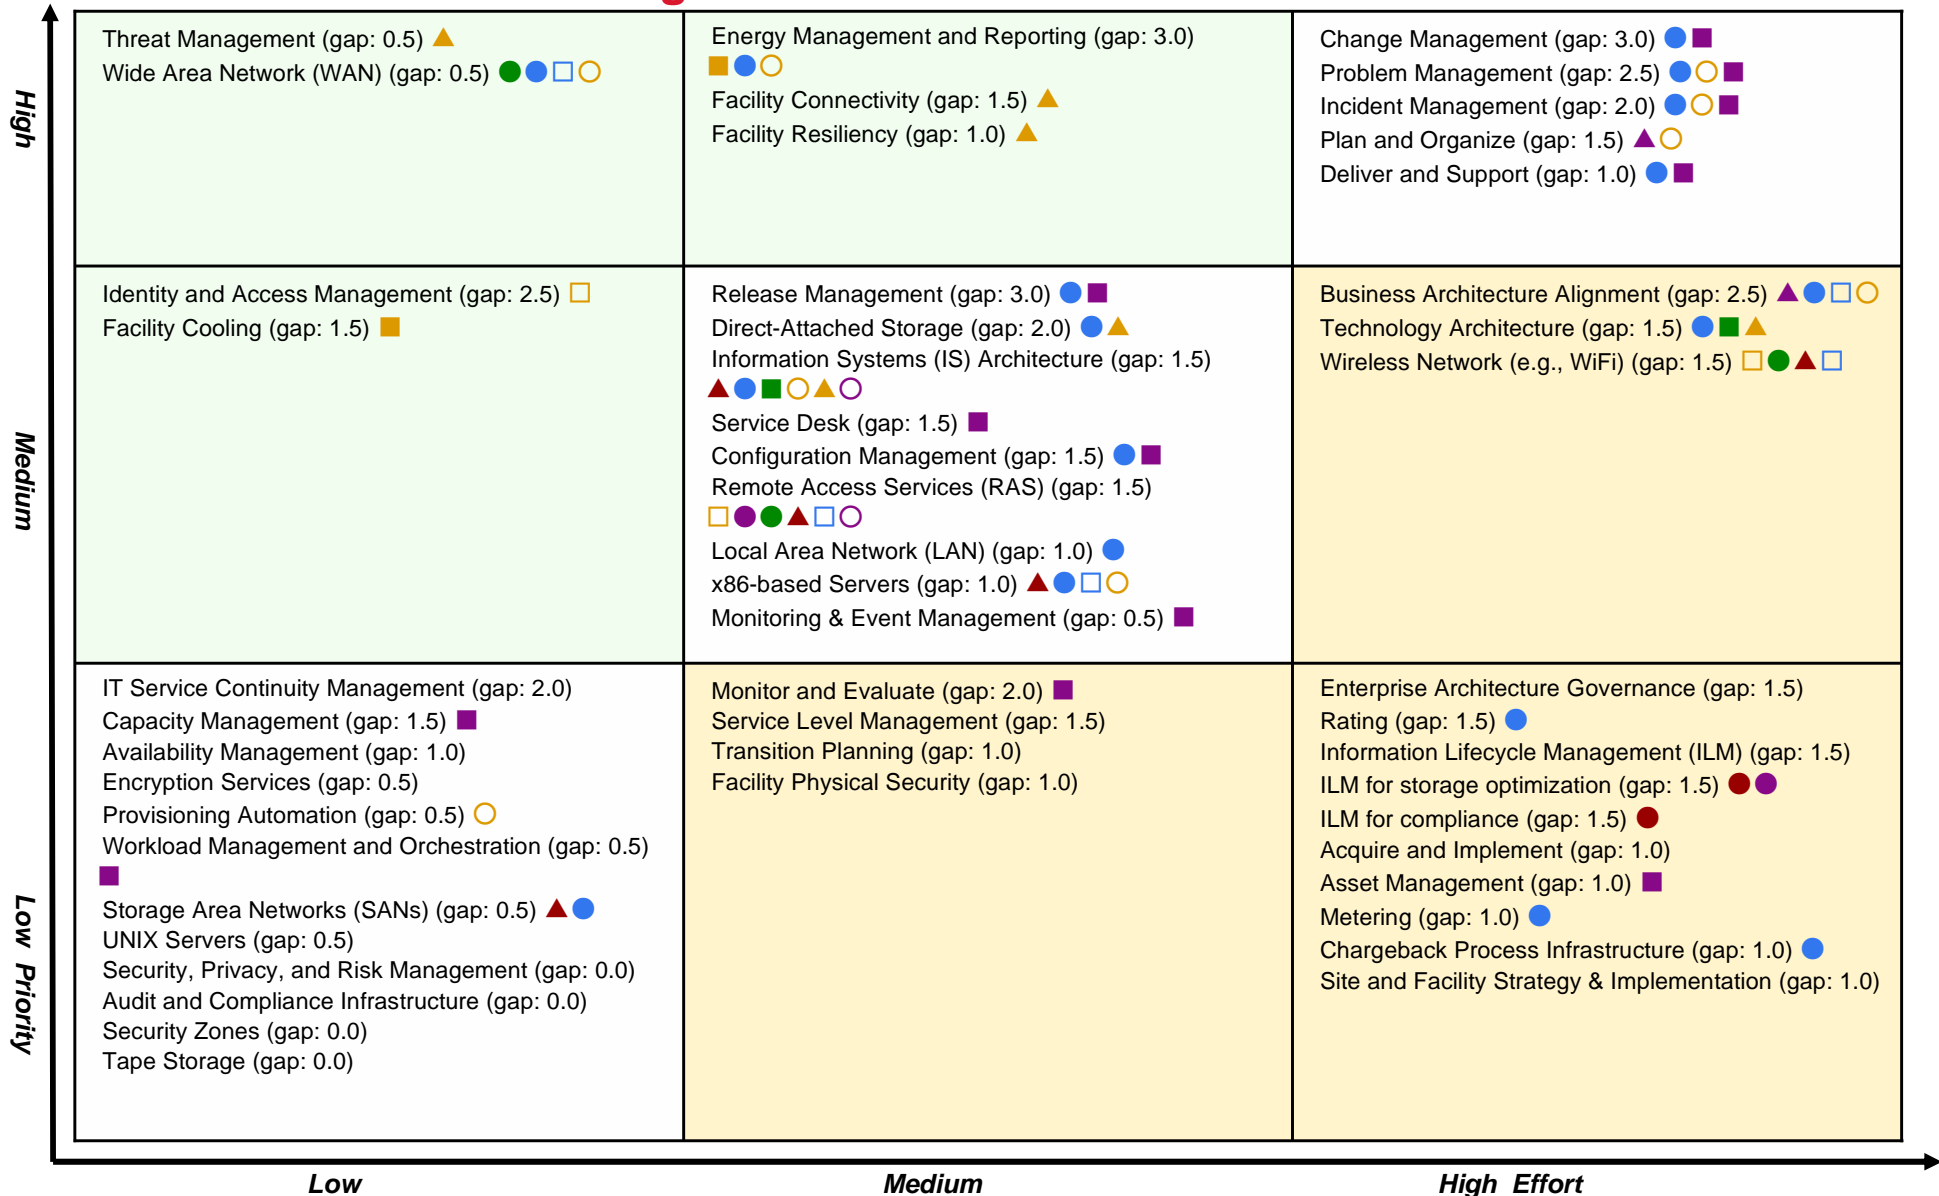 High
Threat Management (gap: 0.5)
Wide Area Network (WAN) (gap: 0.5)
Energy Management and Reporting (gap: 3.0)
Facility Connectivity (gap: 1.5)
Facility Resiliency (gap: 1.0)
Change Management (gap: 3.0)
Problem Management (gap: 2.5)
Incident Management (gap: 2.0)
Plan and Organize (gap: 1.5)
Deliver and Support (gap: 1.0)
Medium
Identity and Access Management (gap: 2.5)
Facility Cooling (gap: 1.5)
Release Management (gap: 3.0)
Direct-Attached Storage (gap: 2.0)
Information Systems (IS) Architecture (gap: 1.5)
Service Desk (gap: 1.5)
Configuration Management (gap: 1.5)
Remote Access Services (RAS) (gap: 1.5)
Local Area Network (LAN) (gap: 1.0)
x86-based Servers (gap: 1.0)
Monitoring & Event Management (gap: 0.5)
Business Architecture Alignment (gap: 2.5)
Technology Architecture (gap: 1.5)
Wireless Network (e.g., WiFi) (gap: 1.5)
Low Priority
IT Service Continuity Management (gap: 2.0)
Capacity Management (gap: 1.5)
Availability Management (gap: 1.0)
Encryption Services (gap: 0.5)
Provisioning Automation (gap: 0.5)
Workload Management and Orchestration (gap: 0.5)
Storage Area Networks (SANs) (gap: 0.5)
UNIX Servers (gap: 0.5)
Security, Privacy, and Risk Management (gap: 0.0)
Audit and Compliance Infrastructure (gap: 0.0)
Security Zones (gap: 0.0)
Tape Storage (gap: 0.0)
Monitor and Evaluate (gap: 2.0)
Service Level Management (gap: 1.5)
Transition Planning (gap: 1.0)
Facility Physical Security (gap: 1.0)
Enterprise Architecture Governance (gap: 1.5)
Rating (gap: 1.5)
Information Lifecycle Management (ILM) (gap: 1.5)
ILM for storage optimization (gap: 1.5)
ILM for compliance (gap: 1.5)
Acquire and Implement (gap: 1.0)
Asset Management (gap: 1.0)
Metering (gap: 1.0)
Chargeback Process Infrastructure (gap: 1.0)
Site and Facility Strategy & Implementation (gap: 1.0)
Low
Medium
High Effort